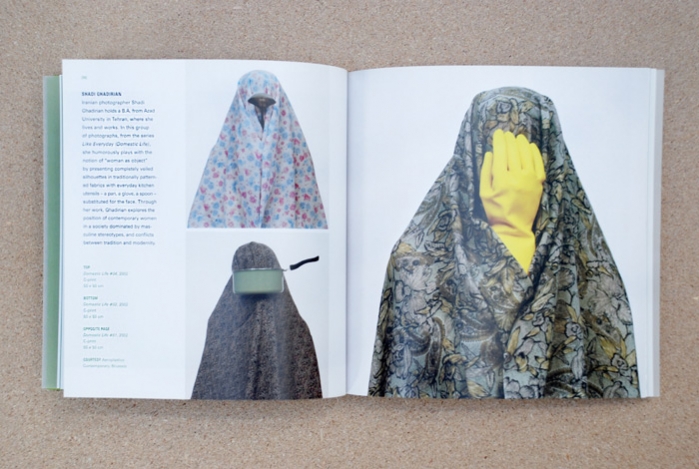 SHADI GHADIRIAN
Iranian photographer Shadi
Ghadirian holds a B.A. from Azad
University in Tehran, where she
lives and works. In this group
of photographs, from the series
Like Everyday (Domestic Life),
she humorously plays with the
notion of "woman as object"
by presenting completely veiled
silhouettes in traditionally pattern-
ed fabrics with everyday kitchen
utensils – a pan, a glove, a spoon –
substituted for the face. Through
her work, Ghadirian explores the
position of contemporary women
in a society dominated by mas-
culine stereotypes, and conflicts
between tradition and modernity.
TOP
BOTTOM
OPPOSITE PAGE
COURTESY